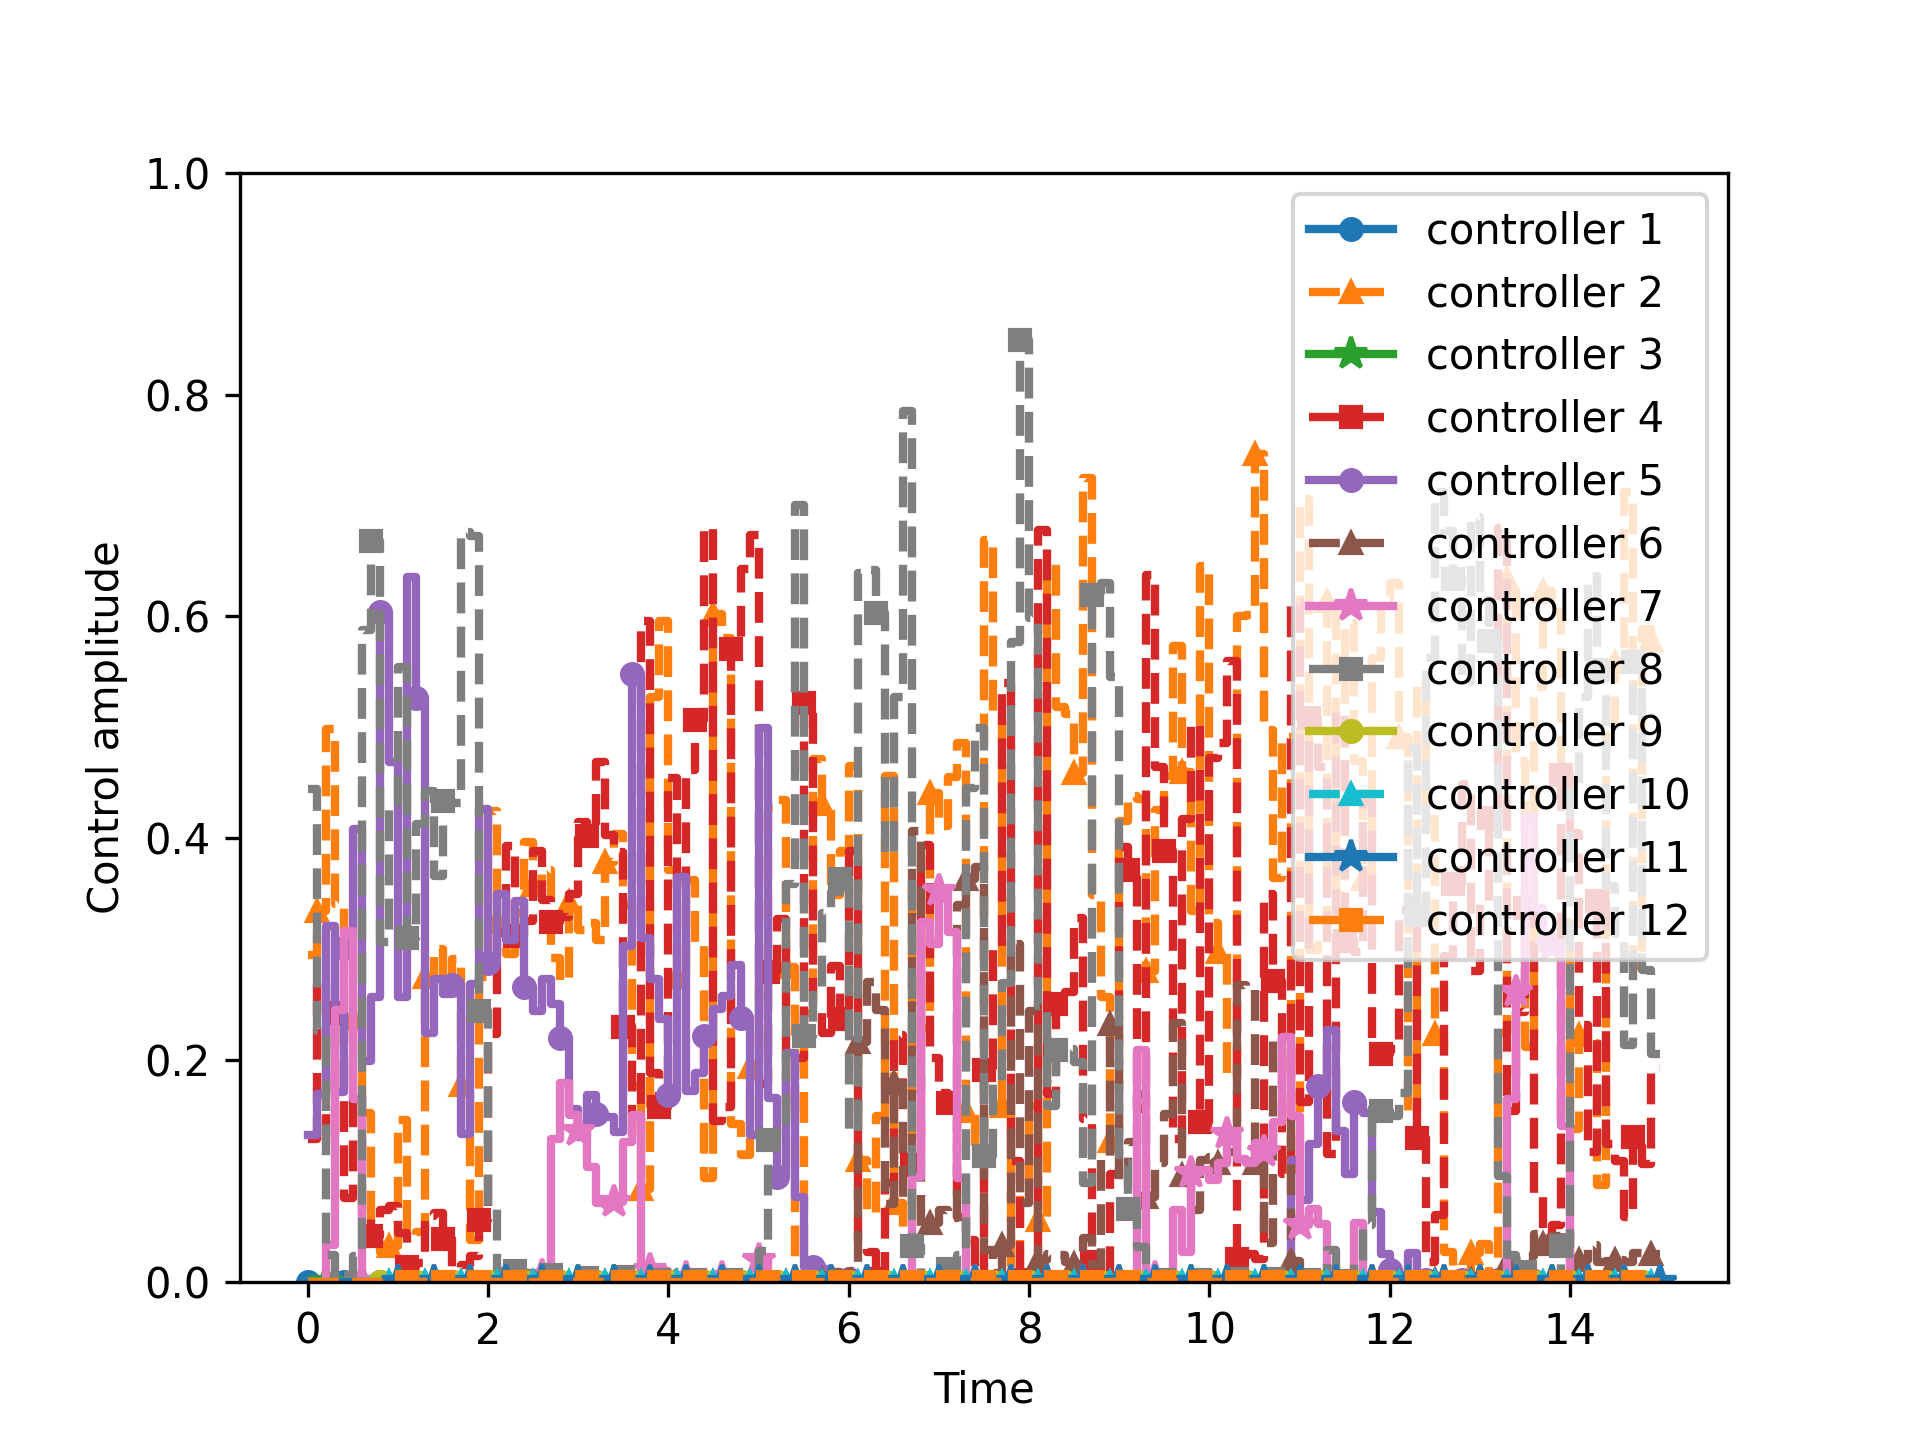 1.0
0.8
0.6
0.4
0.2
0.0
Control amplitude
0 2 4 6 8 10 12 14
Time
controller 1
controller 2
controller 3
controller 4
controller 5
controller 6
controller 7
controller 8
controller 9
controller 10
controller 11
controller 12